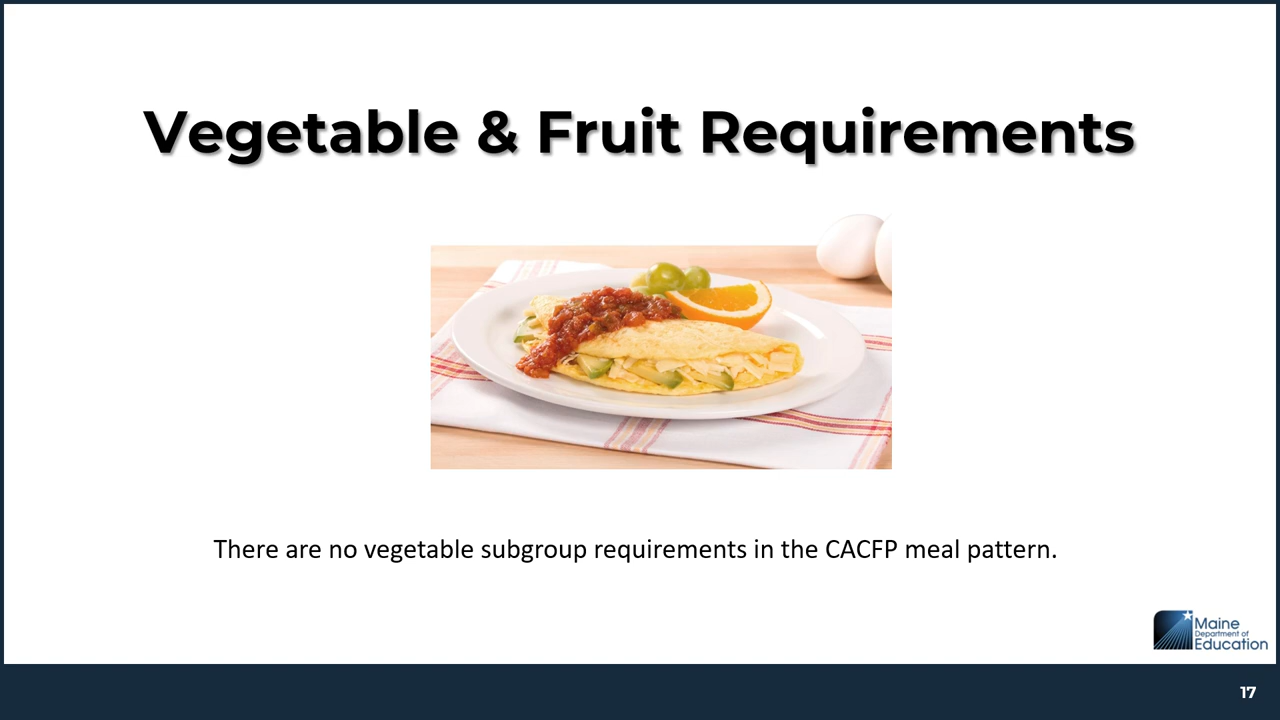 Vegetable & Fruit Requirements
There are no vegetable subgroup requirements in the CACFP meal pattern.
Maine
Department of
Education
17